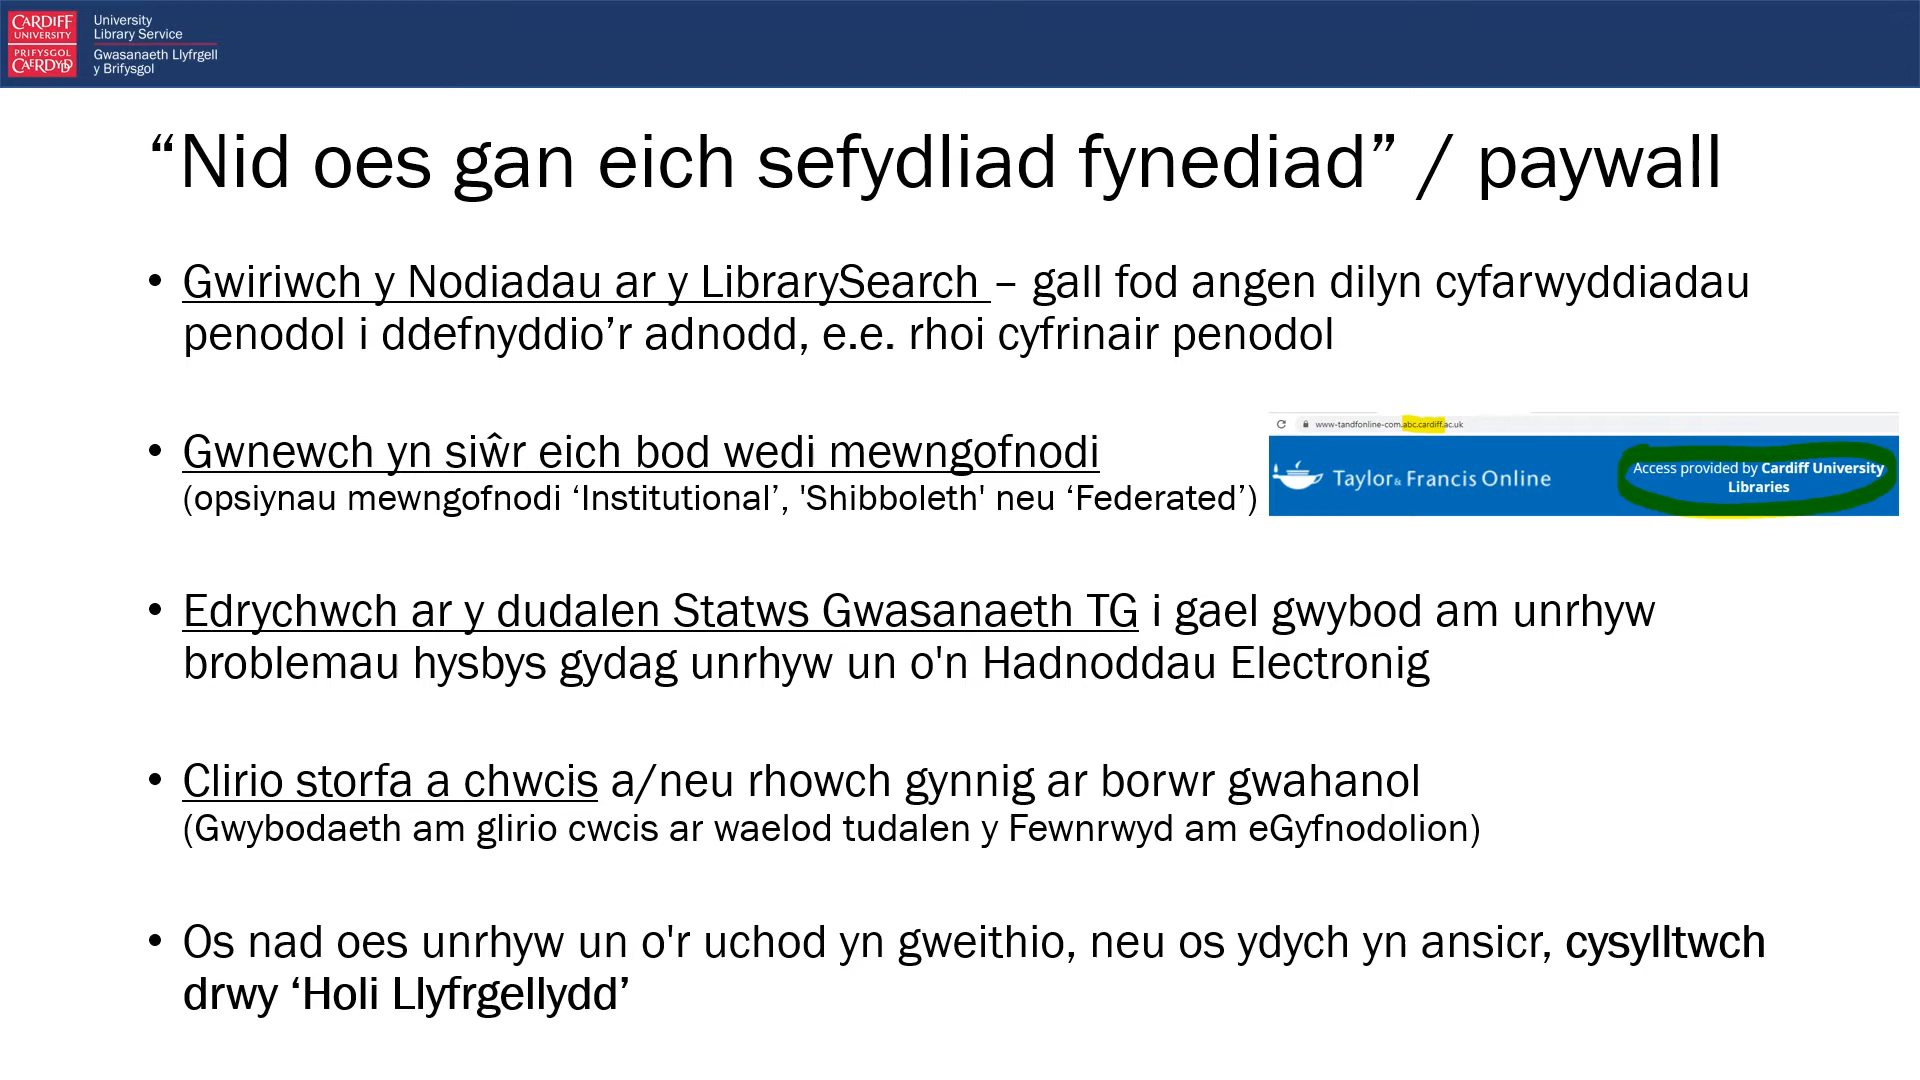 CARDIFF
UNIVERSITY
PRIFYSGOL
CAERDYDD
University
Library Service
Gwasanaeth Llyfrgell
y Brifysgol
“Nid oes gan eich sefydliad fynediad” / paywall
• Gwiriwch y Nodiadau ar y LibrarySearch – gall fod angen dilyn cyfarwyddiadau
penodol i ddefnyddio’r adnodd, e.e. rhoi cyfrinair penodol
• Gwnewch yn siŵr eich bod wedi mewngofnodi
(opsiynau mewngofnodi ‘Institutional’, 'Shibboleth' neu ‘Federated’)
www-tandfonline-com.abc.cardiff.ac.uk
Taylor & Francis Online
Access provided by Cardiff University
Libraries
• Edrychwch ar y dudalen Statws Gwasanaeth TG i gael gwybod am unrhyw
broblemau hysbys gydag unrhyw un o'n Hadnoddau Electronig
• Clirio storfa a chwcis a/neu rhowch gynnig ar borwr gwahanol
(Gwybodaeth am glirio cwcis ar waelod tudalen y Fewnrwyd am eGyfnodolion)
• Os nad oes unrhyw un o'r uchod yn gweithio, neu os ydych yn ansicr, cysylltwch
drwy ‘Holi Llyfrgellydd’